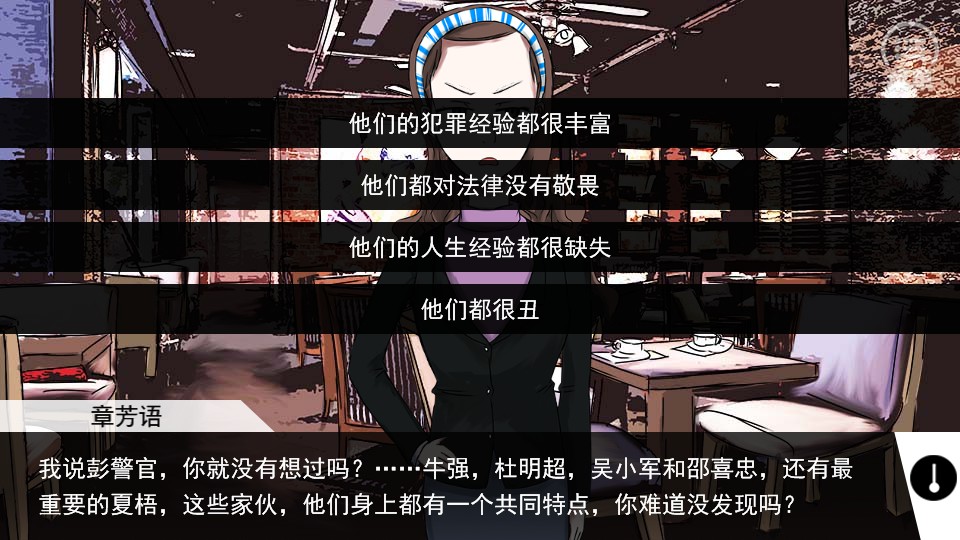 他们的犯罪经验都很丰富
他们都对法律没有敬畏
他们的人生经验都很缺失
他们都很丑
章芳语
我说彭警官，你就没有想过吗？……牛强，杜明超，吴小军和邵喜忠，还有最
重要的夏梧，这些家伙，他们身上都有一个共同特点，你难道没发现吗？